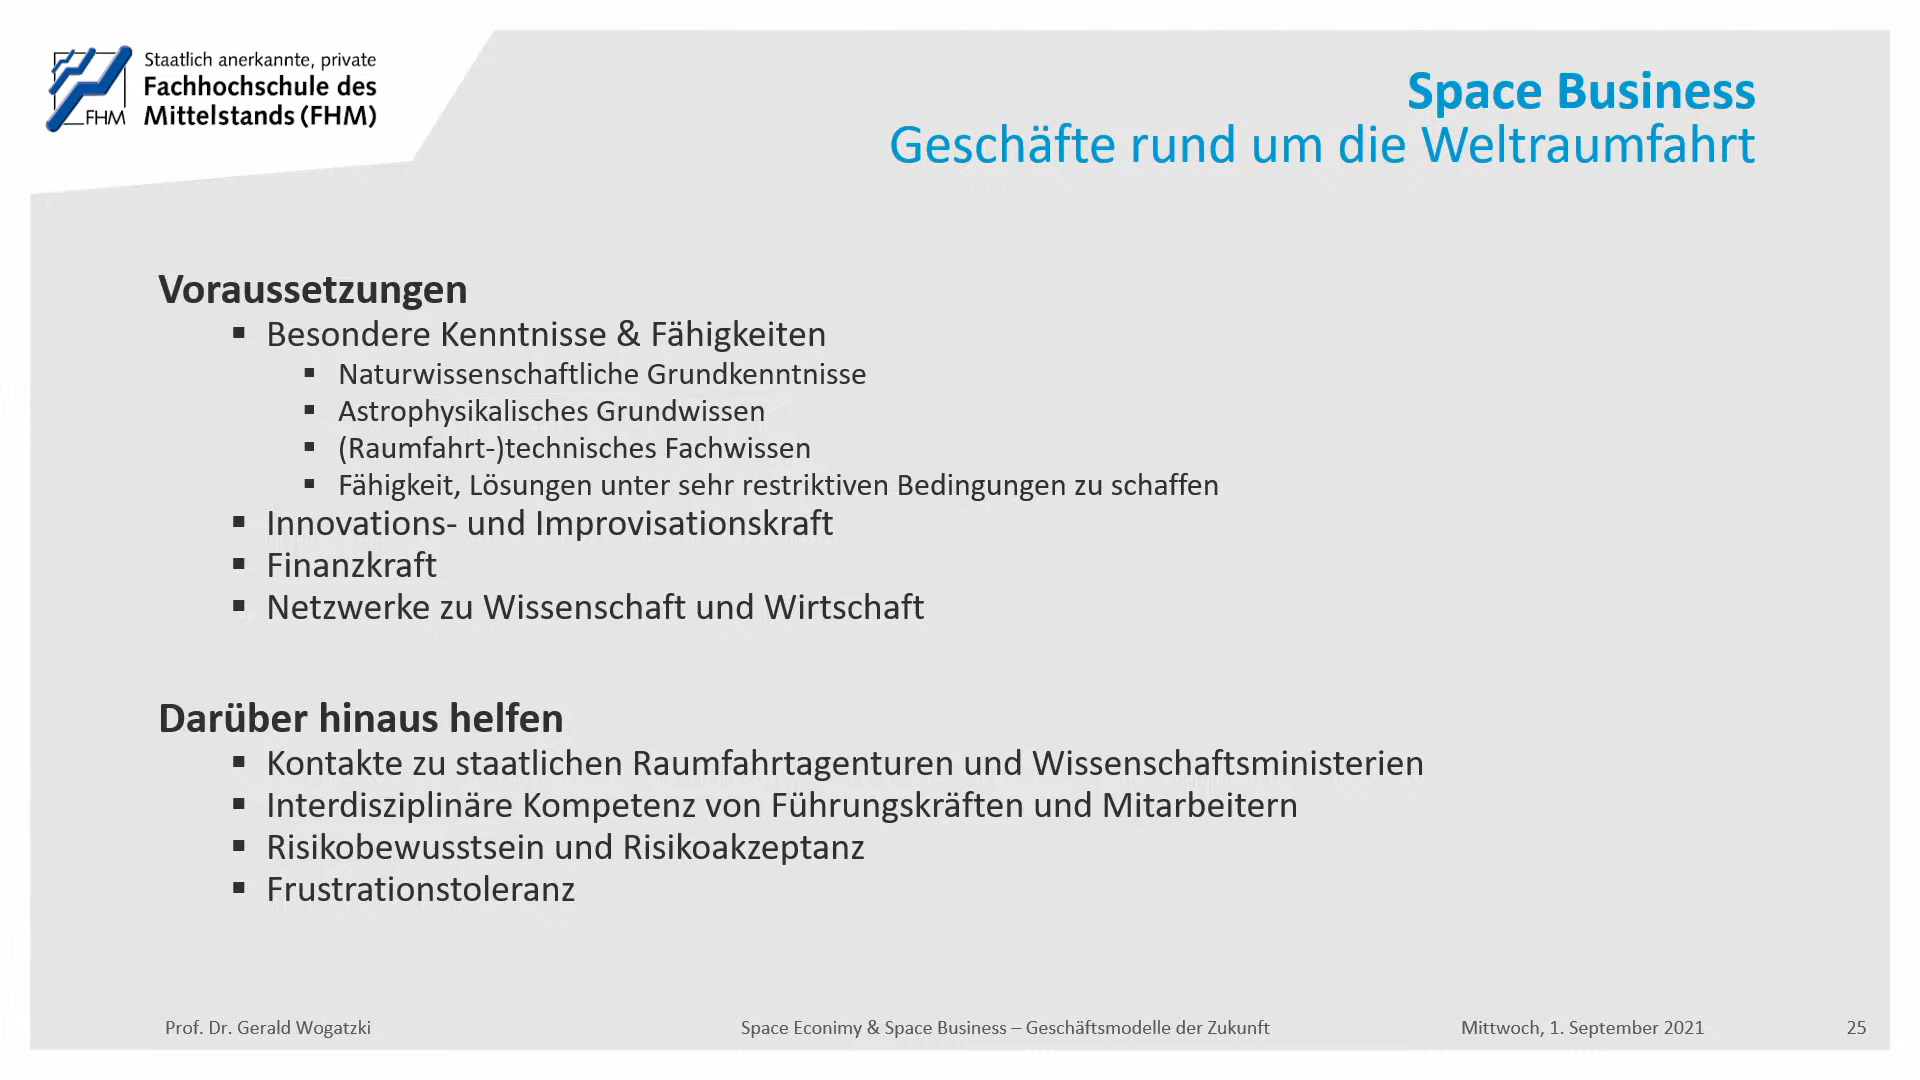 Staatlich anerkannte, private
Fachhochschule des
Mittelstands (FHM)
FHM
Space Business
Geschäfte rund um die Weltraumfahrt
Voraussetzungen
▪ Besondere Kenntnisse & Fähigkeiten
▪ Naturwissenschaftliche Grundkenntnisse
▪ Astrophysikalisches Grundwissen
▪ (Raumfahrt-)technisches Fachwissen
▪ Fähigkeit, Lösungen unter sehr restriktiven Bedingungen zu schaffen
▪ Innovations- und Improvisationskraft
▪ Finanzkraft
▪ Netzwerke zu Wissenschaft und Wirtschaft
Darüber hinaus helfen
▪ Kontakte zu staatlichen Raumfahrtagenturen und Wissenschaftsministerien
▪ Interdisziplinäre Kompetenz von Führungskräften und Mitarbeitern
▪ Risikobewusstsein und Risikoakzeptanz
▪ Frustrationstoleranz
Prof. Dr. Gerald Wogatzki
Space Econimy & Space Business – Geschäftsmodelle der Zukunft
Mittwoch, 1. September 2021
25